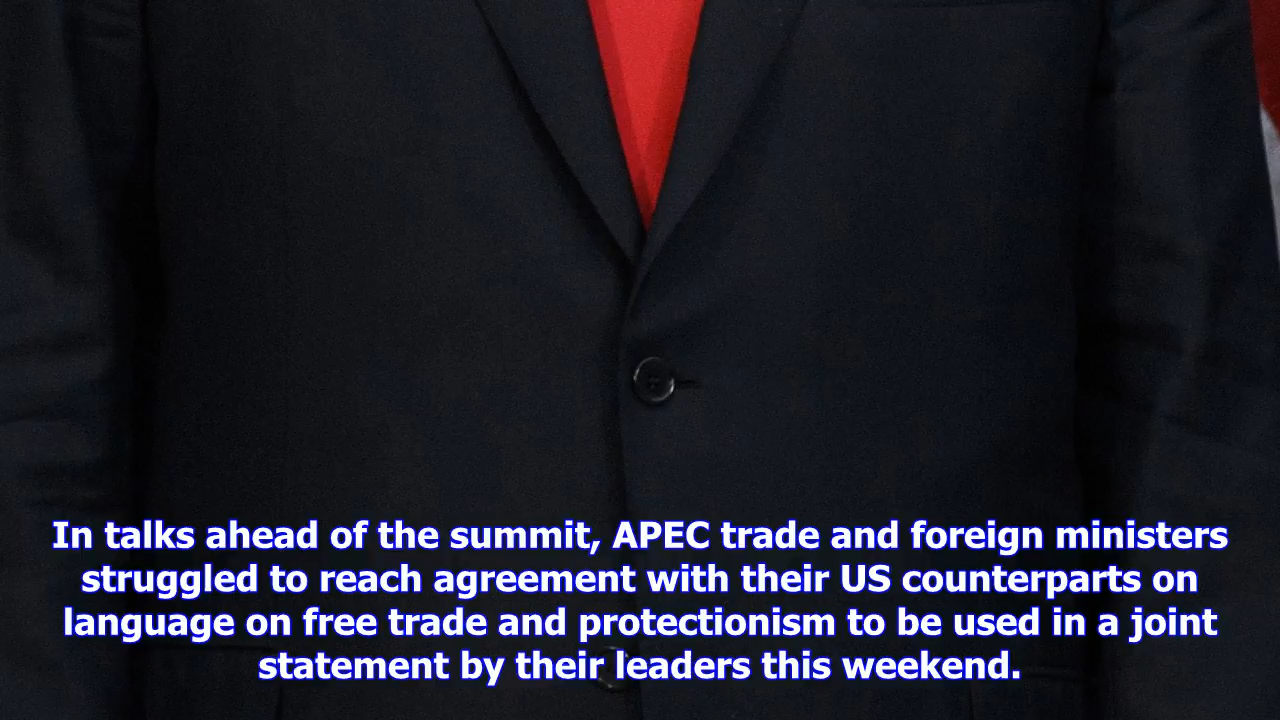 In talks ahead of the summit, APEC trade and foreign ministers
struggled to reach agreement with their US counterparts on
language on free trade and protectionism to be used in a joint
statement by their leaders this weekend.